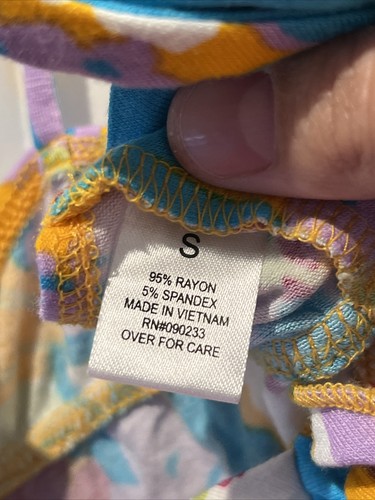 S
95% RAYON
5% SPANDEX
MADE IN VIETNAM
RN#090233
OVER FOR CARE